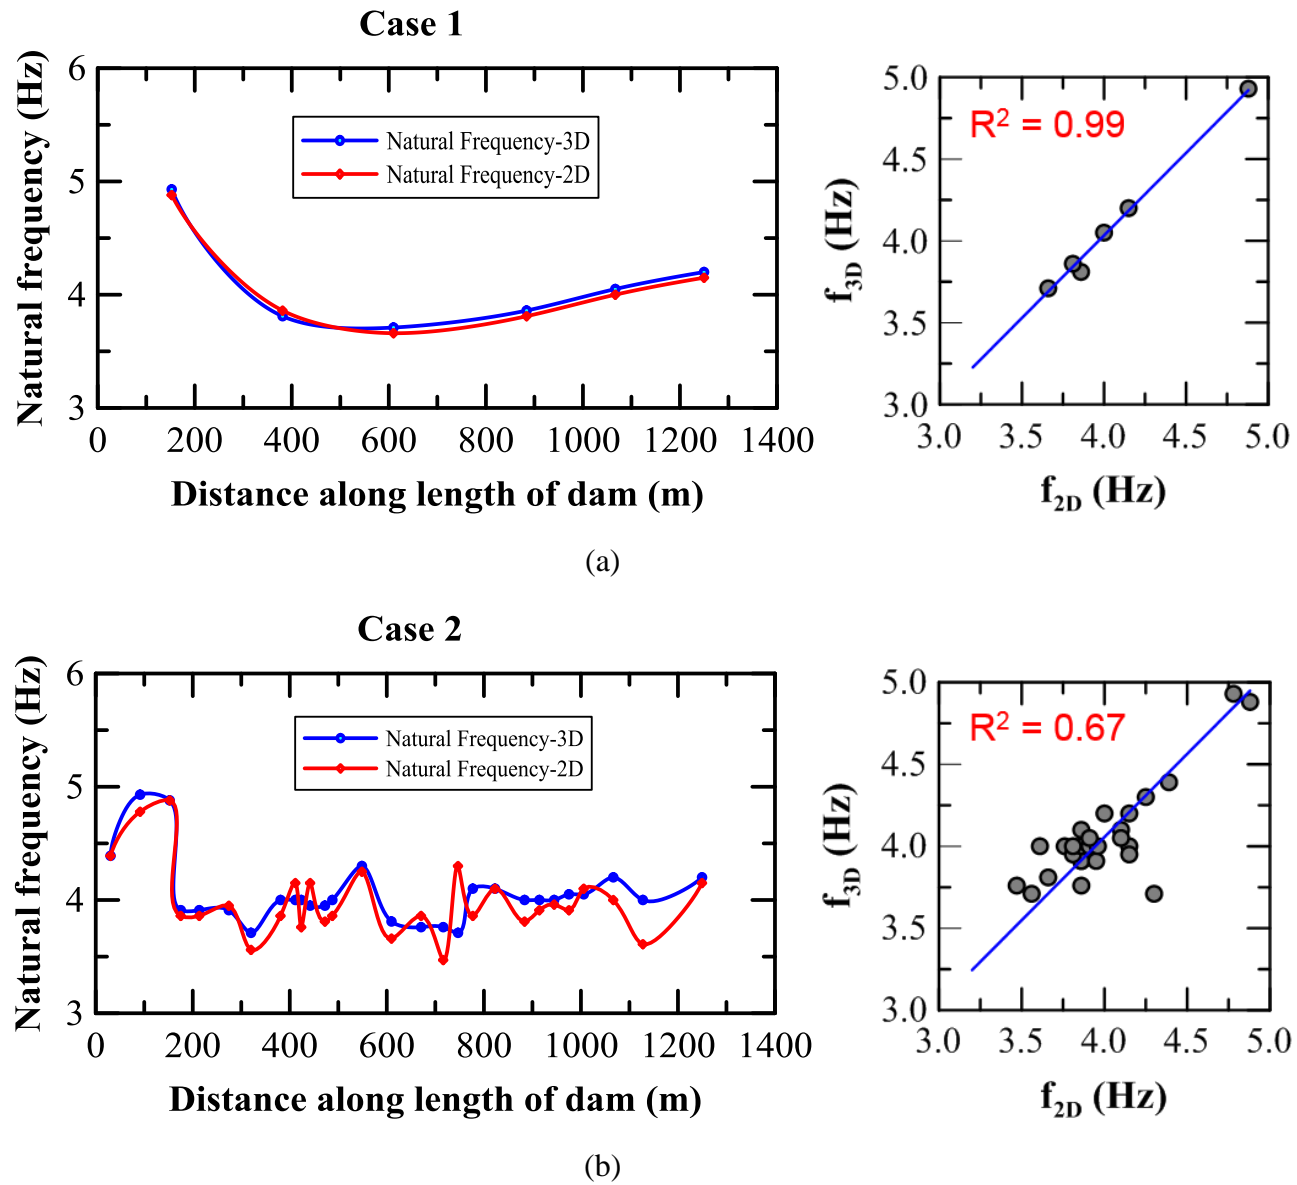 Case 1
Natural frequency (Hz)
6
5
4
3
Natural Frequency-3D
Natural Frequency-2D
0 200 400 600 800 1000 1200 1400
Distance along length of dam (m)
f3D (Hz)
5.0
4.5
4.0
3.5
3.0
R² = 0.99
3.0 3.5 4.0 4.5 5.0
f2D (Hz)
(a)
Case 2
Natural frequency (Hz)
6
5
4
3
Natural Frequency-3D
Natural Frequency-2D
0 200 400 600 800 1000 1200 1400
Distance along length of dam (m)
f3D (Hz)
5.0
4.5
4.0
3.5
3.0
R² = 0.67
3.0 3.5 4.0 4.5 5.0
f2D (Hz)
(b)